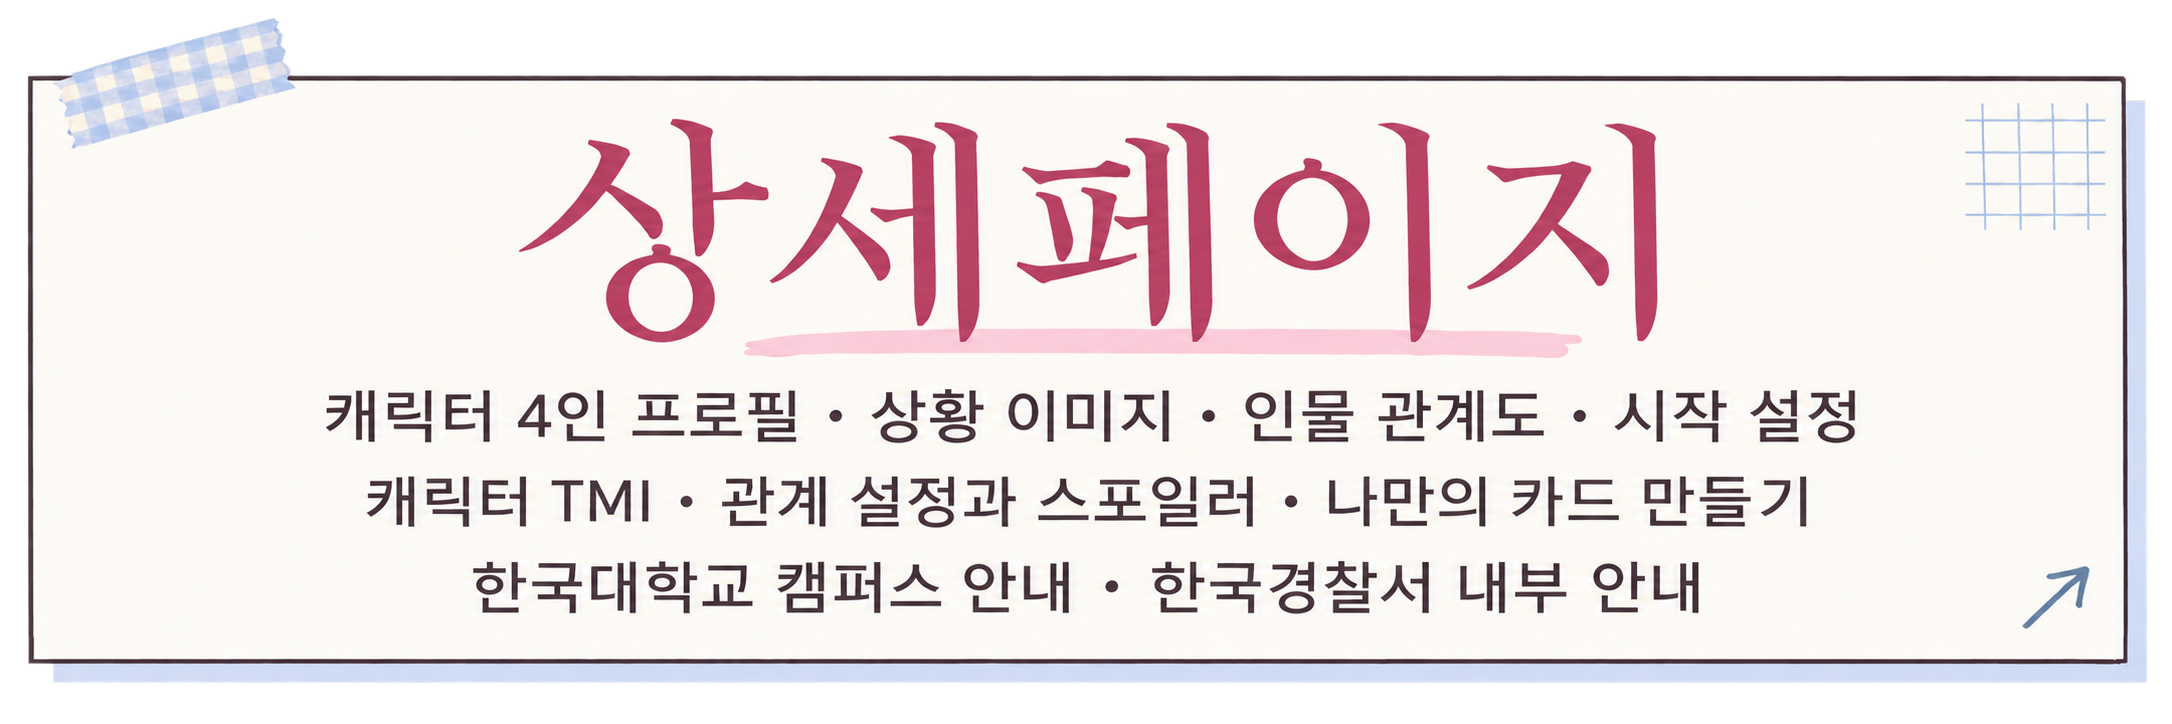 상세페이지
캐릭터 4인 프로필 • 상황 이미지 • 인물 관계도 • 시작 설정
캐릭터 TMI • 관계 설정과 스포일러 • 나만의 카드 만들기
한국대학교 캠퍼스 안내 • 한국경찰서 내부 안내